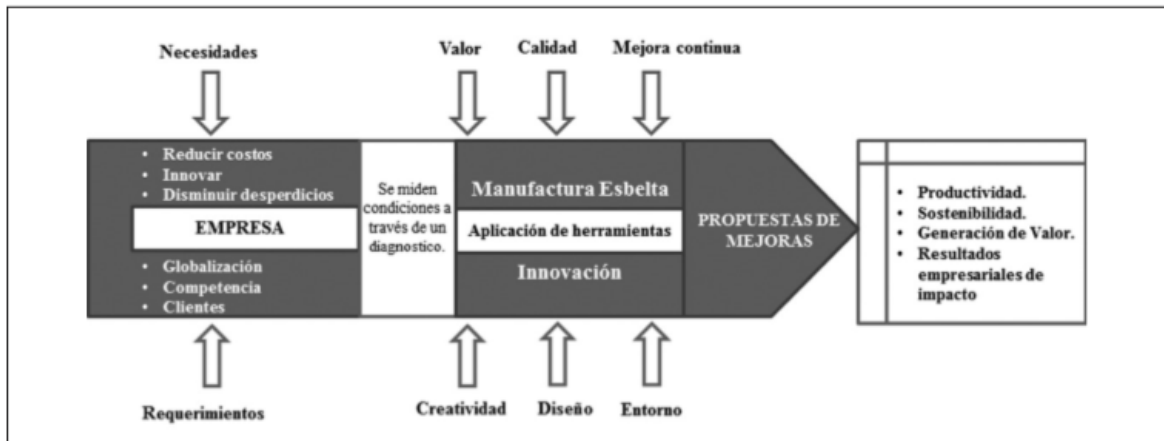 Necesidades
Valor
Calidad
Mejora continua
• Reducir costos
• Innovar
• Disminuir desperdicios
EMPRESA
• Globalización
• Competencia
• Clientes
Se miden
condiciones a
través de un
diagnostico.
Manufactura Esbelta
Aplicación de herramientas
Innovación
PROPUESTAS DE
MEJORAS
• Productividad.
• Sostenibilidad.
• Generación de Valor.
• Resultados
empresariales de
impacto
Requerimientos
Creatividad
Diseño
Entorno